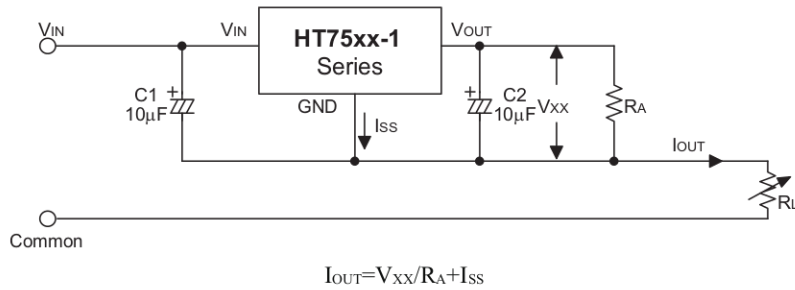 VIN
VIN
HT75xx-1
Series
VOUT
GND
C1
10μF
ISS
C2
10μF
VXX
RA
IOUT
RL
Common
IOUT=VXX/RA+ISS